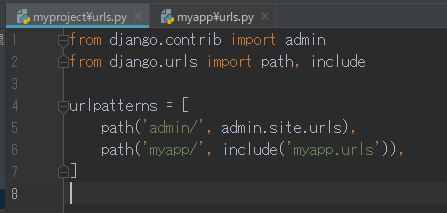 myproject¥urls.py myapp¥urls.py
1 from django.contrib import admin
2 from django.urls import path, include
3
4 urlpatterns = [
5     path('admin/', admin.site.urls),
6     path('myapp/', include('myapp.urls')),
7 ]
8